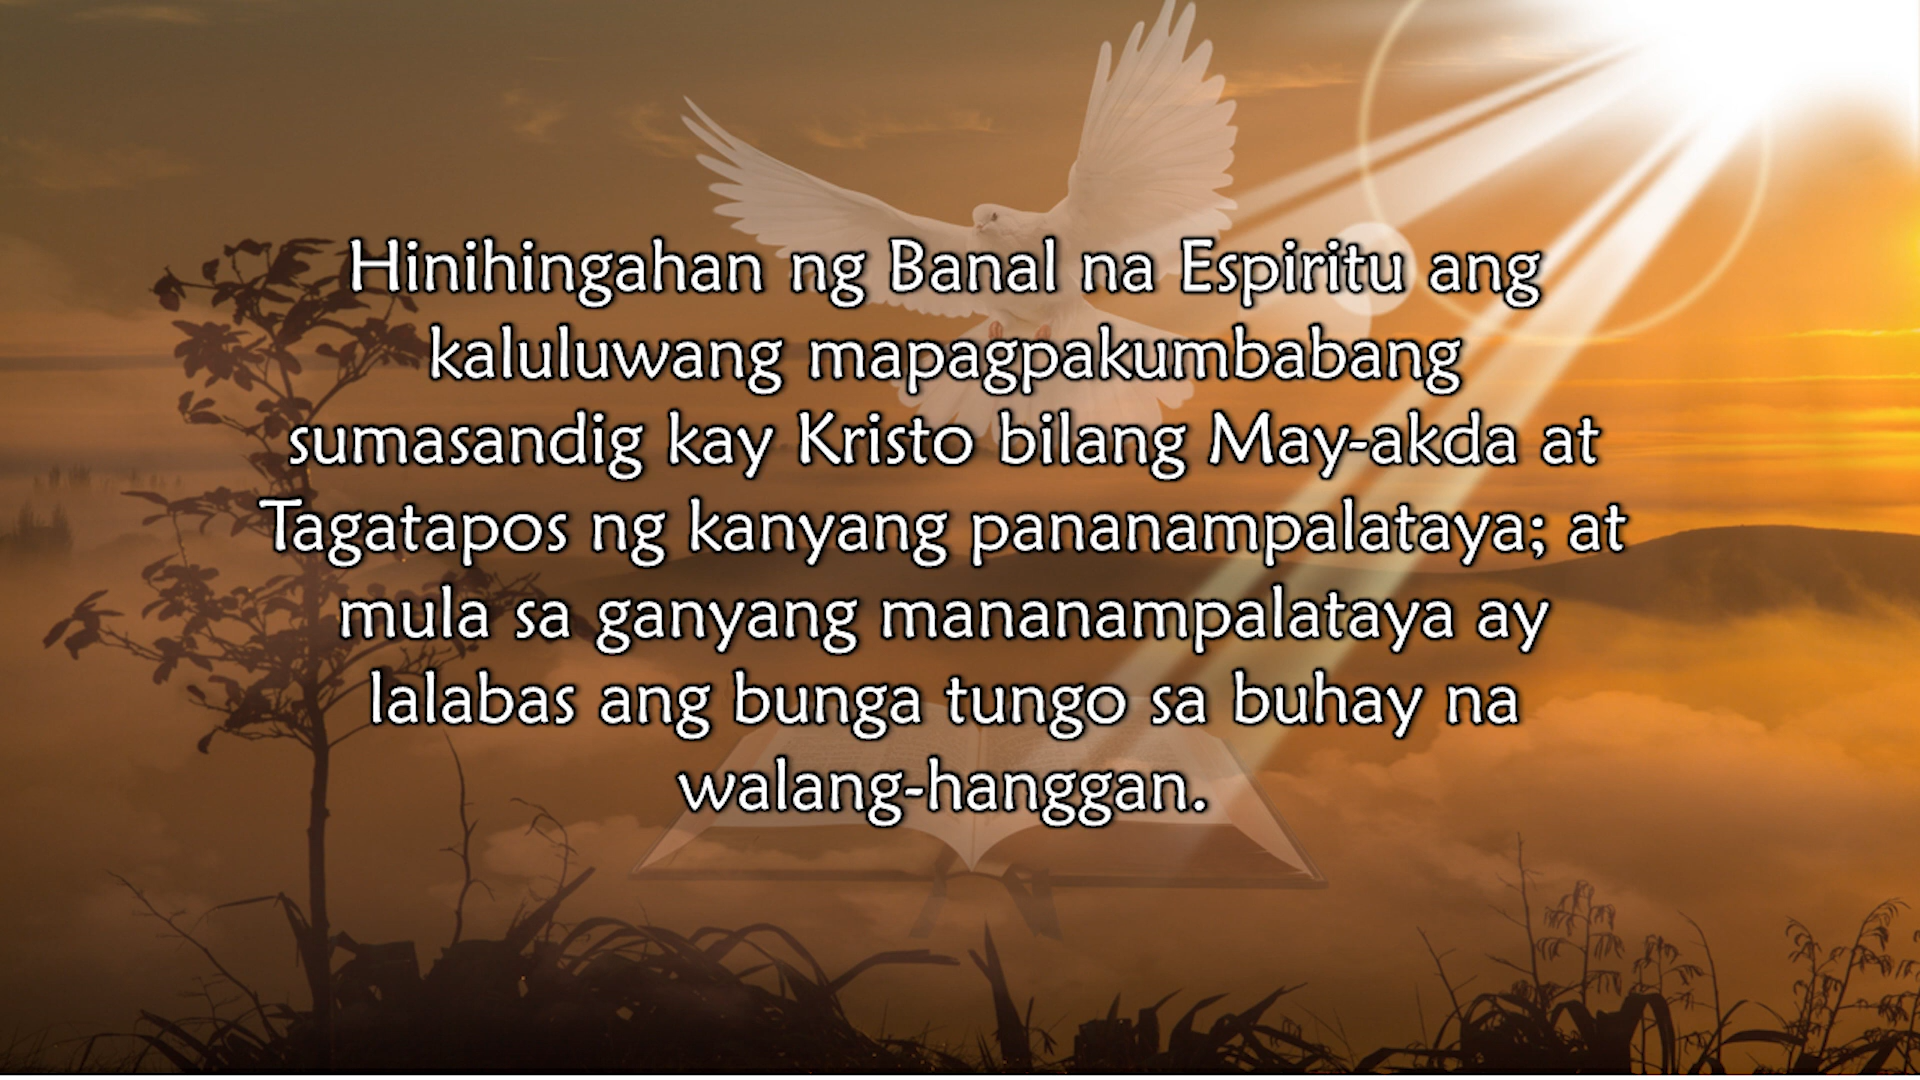 Hinihingahan ng Banal na Espiritu ang
kaluluwang mapagpakumbabang
sumasandig kay Kristo bilang May-akda at
Tagatapos ng kanyang pananampalataya; at
mula sa ganyang mananampalataya ay
lalabas ang bunga tungo sa buhay na
walang-hanggan.